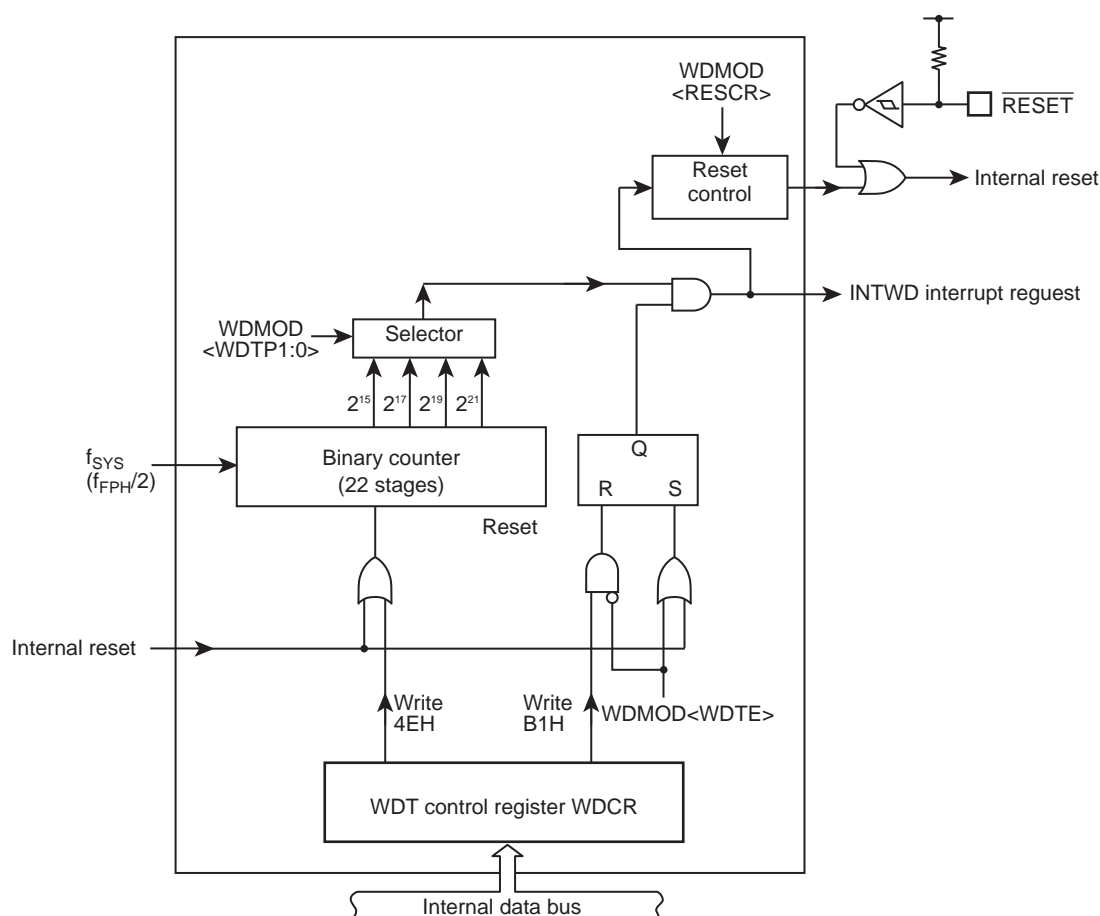 WDMOD
<RESCR>
RESET
Reset
control
Internal reset
INTWD interrupt reguest
WDMOD
<WDTP1:0>
Selector
2¹⁵ 2¹⁷ 2¹⁹ 2²¹
fSYS
(fFPH/2)
Binary counter
(22 stages)
Reset
Q
R S
Internal reset
Write
4EH
Write
B1H
WDMOD<WDTE>
WDT control register WDCR
Internal data bus